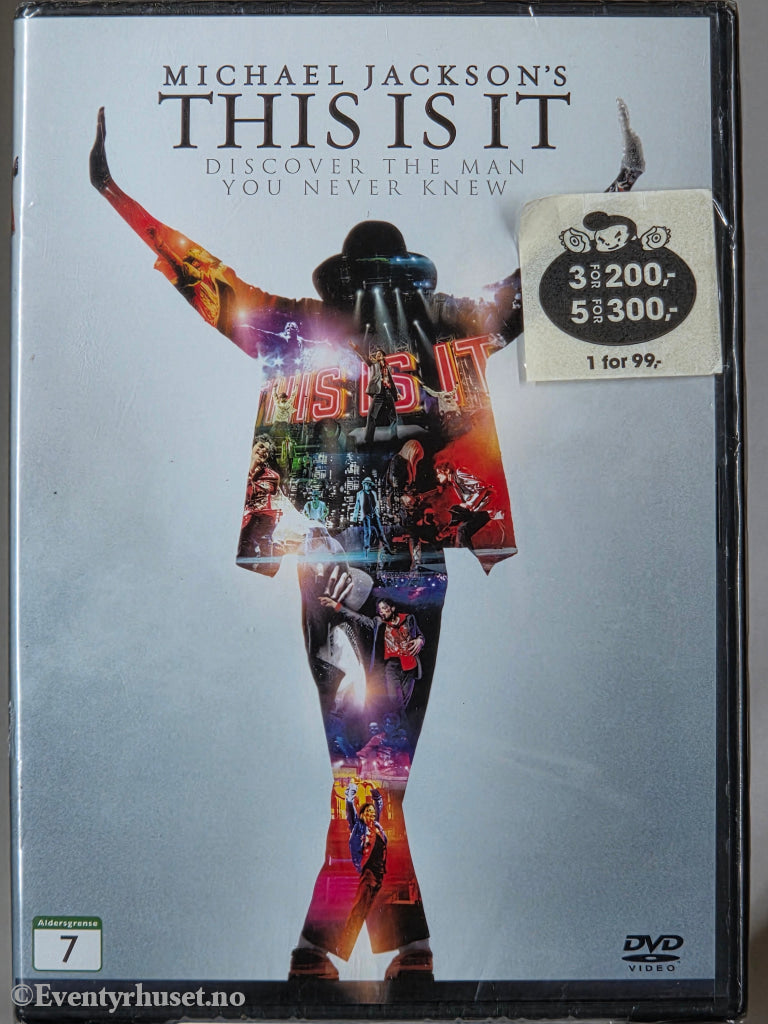 MICHAEL JACKSON'S
THIS IS IT
DISCOVER THE MAN
YOU NEVER KNEW
3 FOR 200,-
5 FOR 300,-
1 for 99,-
THIS IS IT
Aldersgrense
7
DVD
VIDEO
©Eventyrhuset.no